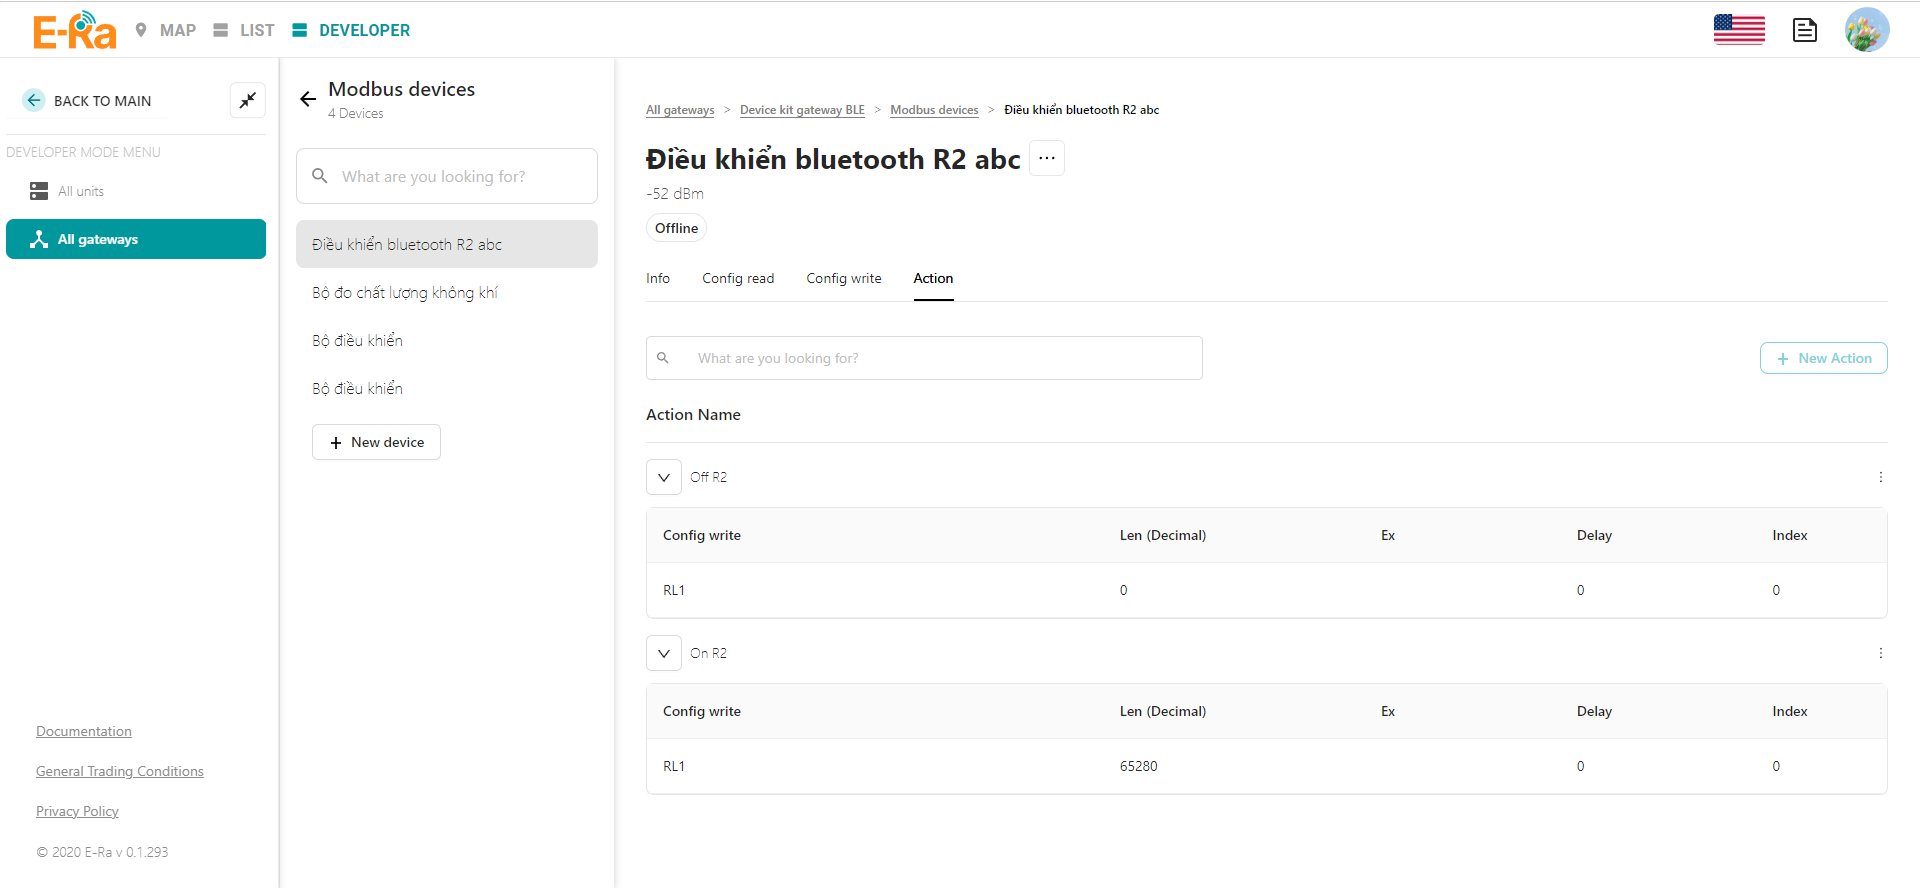 E-Ra MAP LIST DEVELOPER
BACK TO MAIN
DEVELOPER MODE MENU
All units
All gateways
Documentation
General Trading Conditions
Privacy Policy
© 2020 E-Ra v 0.1.293
Modbus devices
4 Devices
What are you looking for?
Điều khiển bluetooth R2 abc
Bộ đo chất lượng không khí
Bộ điều khiển
Bộ điều khiển
+ New device
All gateways > Device kit gateway BLE > Modbus devices > Điều khiển bluetooth R2 abc
Điều khiển bluetooth R2 abc ...
-52 dBm
Offline
Info Config read Config write Action
What are you looking for? + New Action
Action Name
Off R2
Config write Len (Decimal) Ex Delay Index
RL1 0 0 0
On R2
Config write Len (Decimal) Ex Delay Index
RL1 65280 0 0